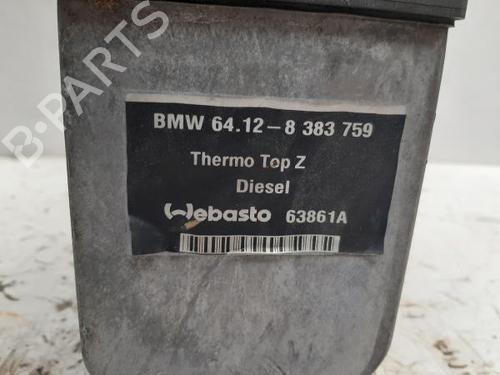 B-PARTS
BMW 64.12-8 383 759
Thermo Top Z
Diesel
Webasto 63861A